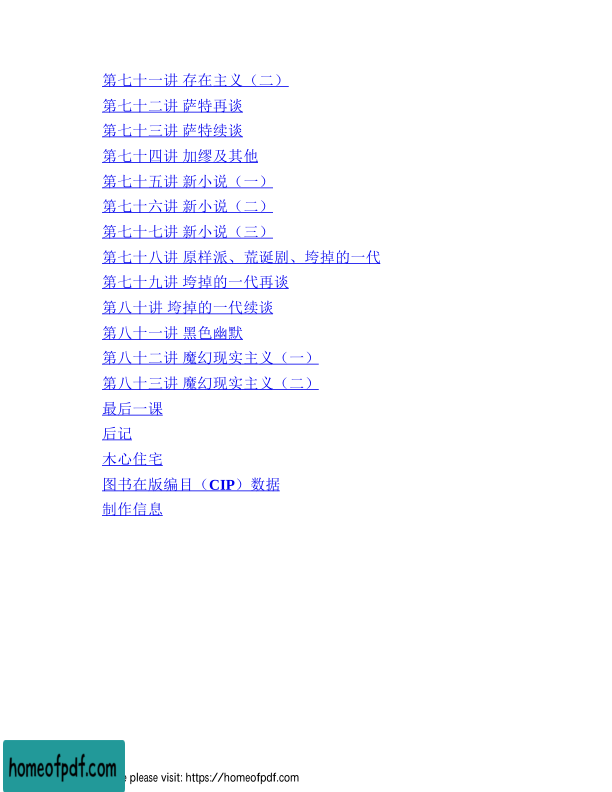 第七十一讲 存在主义（二）
第七十二讲 萨特再谈
第七十三讲 萨特续谈
第七十四讲 加缪及其他
第七十五讲 新小说（一）
第七十六讲 新小说（二）
第七十七讲 新小说（三）
第七十八讲 原样派、荒诞剧、垮掉的一代
第七十九讲 垮掉的一代再谈
第八十讲 垮掉的一代续谈
第八十一讲 黑色幽默
第八十二讲 魔幻现实主义（一）
第八十三讲 魔幻现实主义（二）
最后一课
后记
木心住宅
图书在版编目（CIP）数据
制作信息
homeofpdf.com please visit: https://homeofpdf.com